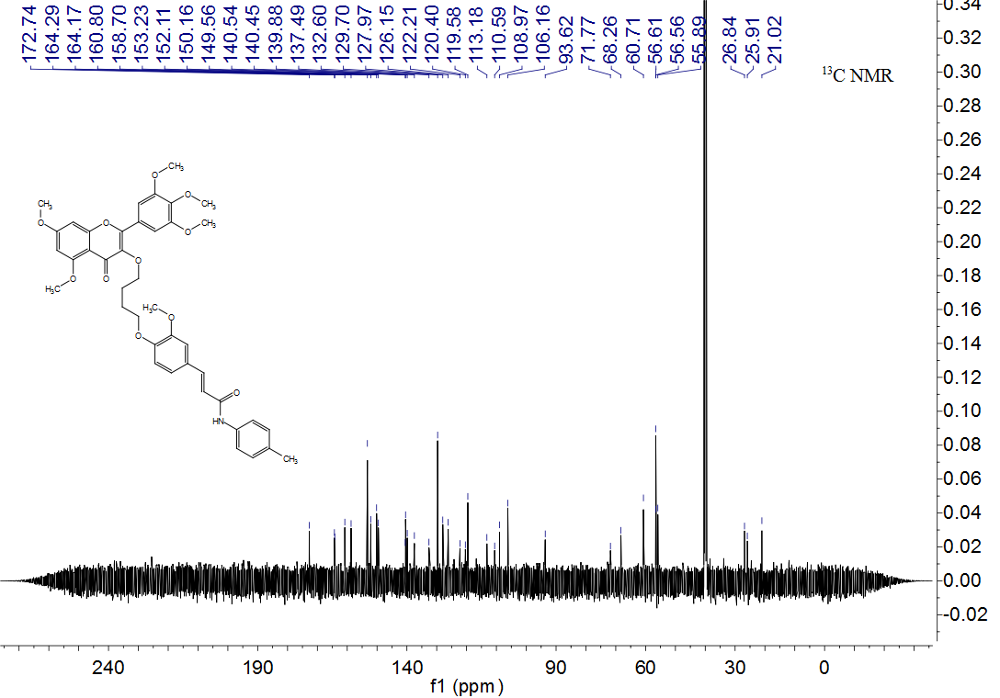 172.74
164.29
164.17
160.80
158.70
153.23
152.11
150.16
149.56
140.54
140.45
139.88
137.49
132.60
129.70
127.97
126.15
122.21
120.40
119.58
113.18
110.59
108.97
106.16
93.62
71.77
68.26
60.71
56.61
56.56
55.89
26.84
25.91
21.02
13C NMR
0.34
0.32
0.30
0.28
0.26
0.24
0.22
0.20
0.18
0.16
0.14
0.12
0.10
0.08
0.06
0.04
0.02
0.00
-0.02
CH3
O
O
CH3
O
CH3
CH3
O
O
O
O
O
H3C
O
H3C
O
O
O
HN
CH3
240
190
140
90
60
30
0
f1 (ppm)